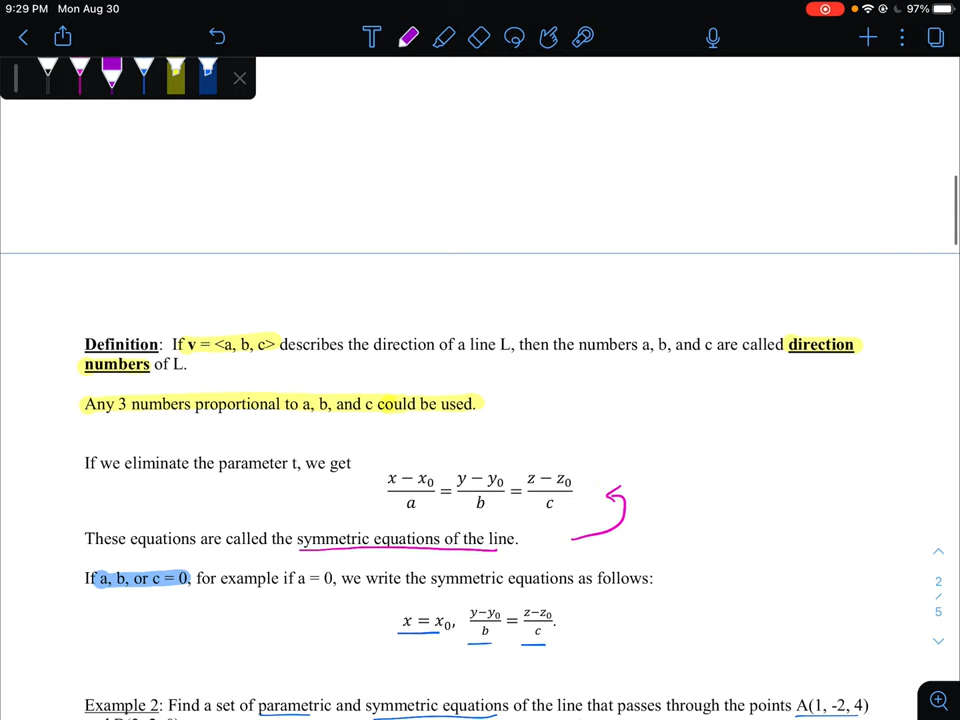 9:29 PM Mon Aug 30 97%
Definition: If v = <a, b, c> describes the direction of a line L, then the numbers a, b, and c are called direction
numbers of L.
Any 3 numbers proportional to a, b, and c could be used.
If we eliminate the parameter t, we get
x − x₀ / a = y − y₀ / b = z − z₀ / c
These equations are called the symmetric equations of the line.
If a, b, or c = 0, for example if a = 0, we write the symmetric equations as follows:
x = x₀, y−y₀ / b = z−z₀ / c.
2 / 5
Example 2: Find a set of parametric and symmetric equations of the line that passes through the points A(1, -2, 4)